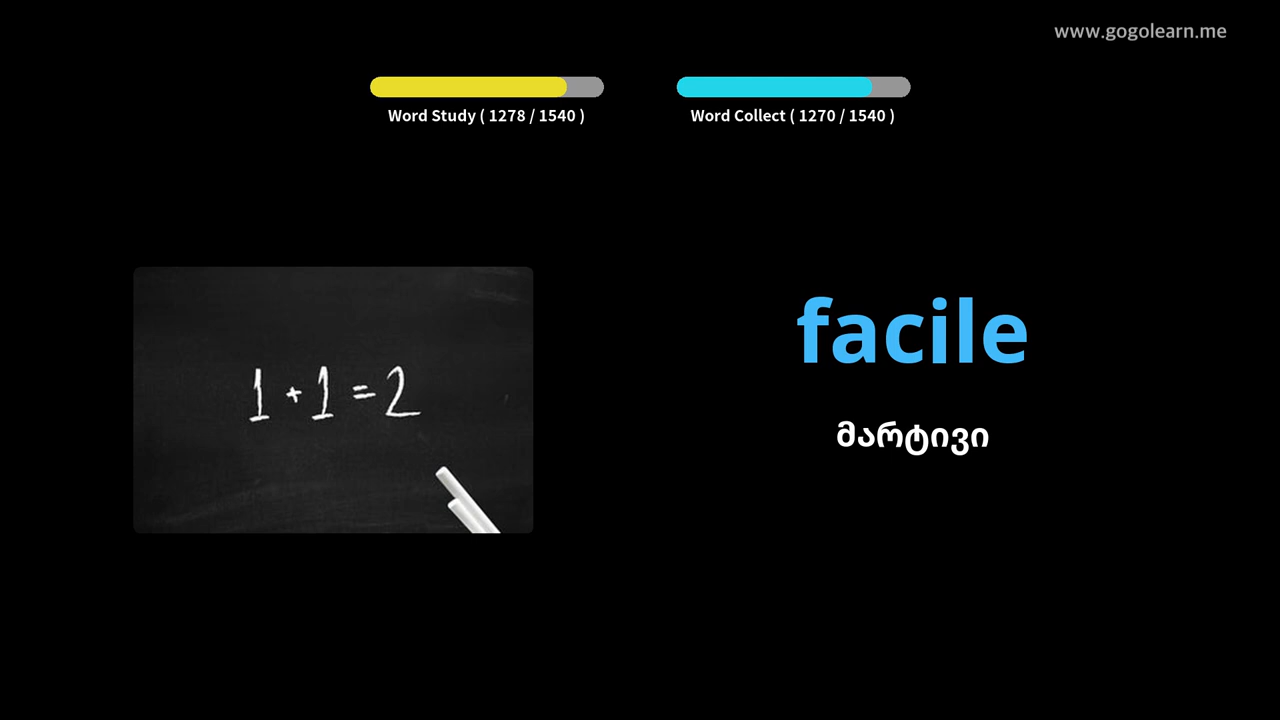 www.gogolearn.me
Word Study ( 1278 / 1540 )
Word Collect ( 1270 / 1540 )
1 + 1 = 2
facile
მარტივი